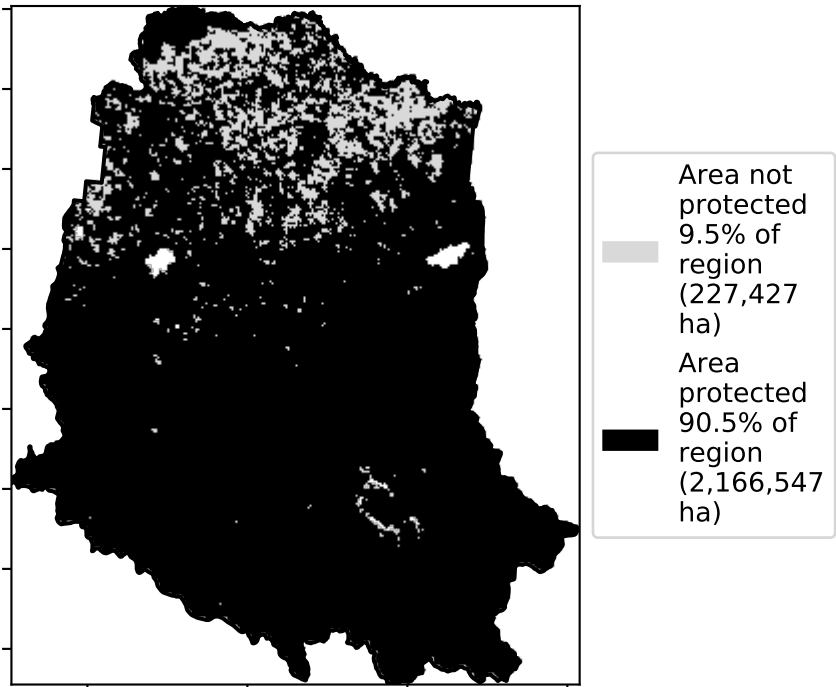 Area not
protected
9.5% of
region
(227,427
ha)
Area
protected
90.5% of
region
(2,166,547
ha)